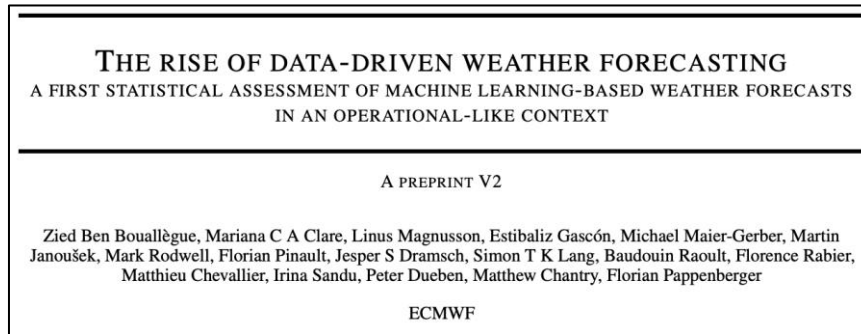 THE RISE OF DATA-DRIVEN WEATHER FORECASTING
A FIRST STATISTICAL ASSESSMENT OF MACHINE LEARNING-BASED WEATHER FORECASTS
IN AN OPERATIONAL-LIKE CONTEXT
A PREPRINT V2
Zied Ben Bouallègue, Mariana C A Clare, Linus Magnusson, Estibaliz Gascón, Michael Maier-Gerber, Martin
Janoušek, Mark Rodwell, Florian Pinault, Jesper S Dramsch, Simon T K Lang, Baudouin Raoult, Florence Rabier,
Matthieu Chevallier, Irina Sandu, Peter Dueben, Matthew Chantry, Florian Pappenberger
ECMWF